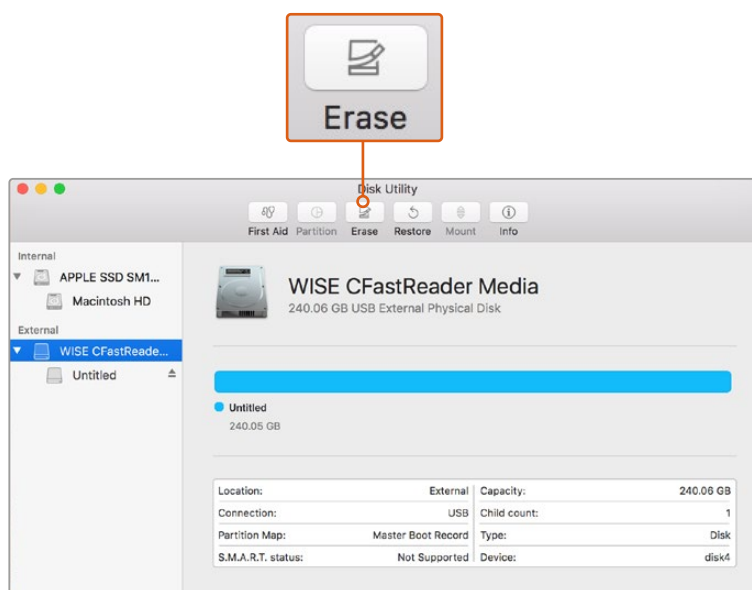 Erase
Disk Utility
First Aid Partition Erase Restore Mount Info
Internal
APPLE SSD SM1...
Macintosh HD
External
WISE CFastReade...
Untitled
WISE CFastReader Media
240.06 GB USB External Physical Disk
Untitled
240.05 GB
Location: External Capacity: 240.06 GB
Connection: USB Child count: 1
Partition Map: Master Boot Record Type: Disk
S.M.A.R.T. status: Not Supported Device: disk4